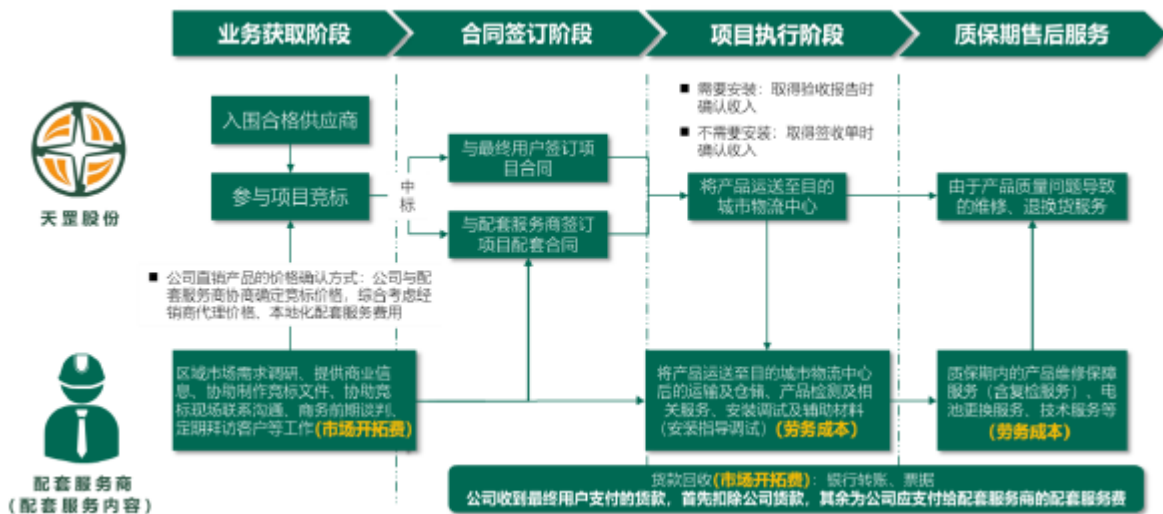 业务获取阶段
合同签订阶段
项目执行阶段
质保期售后服务
天罡股份
入围合格供应商
参与项目竞标
中标
与最终用户签订项
目合同
与配套服务商签订
项目配套合同
■ 需要安装：取得验收报告时
确认收入
■ 不需要安装：取得签收单时
确认收入
将产品运送至目的
城市物流中心
由于产品质量问题导致
的维修、退换货服务
■ 公司直销产品的价格确认方式：公司与配
套服务商协商确定竞标价格，综合考虑经
销商代理价格、本地化配套服务费用
配套服务商
（配套服务内容）
区域市场需求调研、提供商业信
息、协助制作竞标文件、协助竞
标现场联系沟通、商务前期谈判、
定期拜访客户等工作(市场开拓费)
将产品运送至目的城市物流中心
后的运输及仓储、产品检测及相
关服务、安装调试及辅助材料
（安装指导调试）(劳务成本)
质保期内的产品维修保障
服务（含复检服务）、电
池更换服务、技术服务等
(劳务成本)
货款回收(市场开拓费)：银行转账、票据
公司收到最终用户支付的货款，首先扣除公司货款，其余为公司应支付给配套服务商的配套服务费